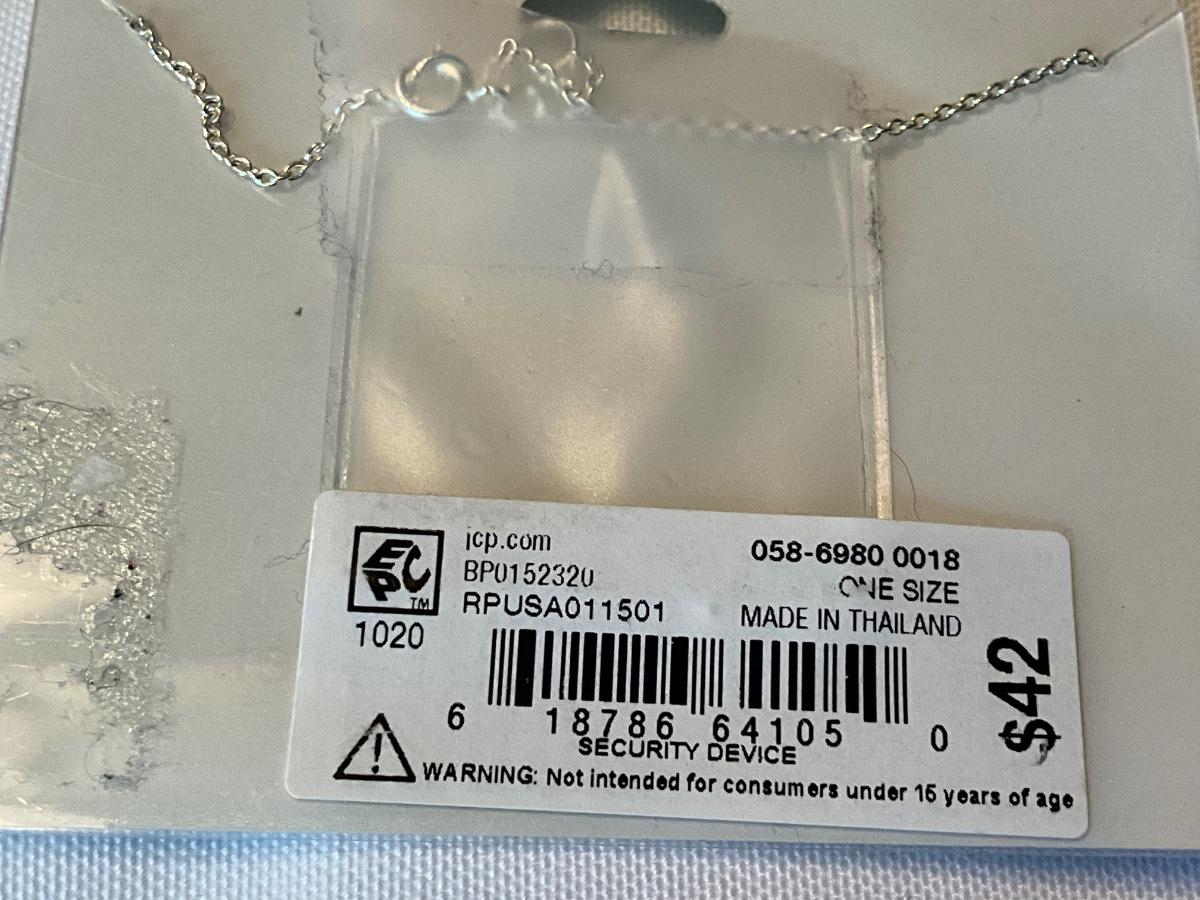 EPC
TM
1020
jcp.com
BP0152320
RPUSA011501
058-6980 0018
ONE SIZE
MADE IN THAILAND
$42
6 18786 64105 0
SECURITY DEVICE
WARNING: Not intended for consumers under 15 years of age